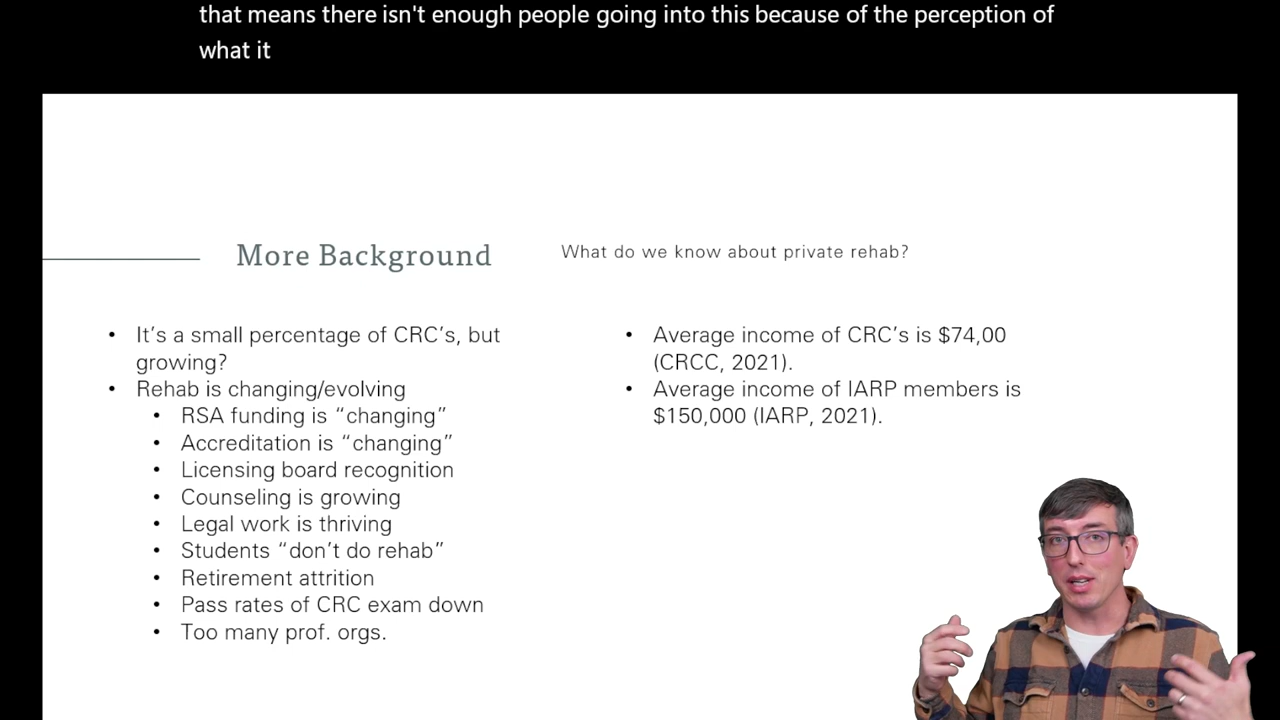 that means there isn't enough people going into this because of the perception of
what it
More Background
What do we know about private rehab?
• It’s a small percentage of CRC’s, but
growing?
• Rehab is changing/evolving
• RSA funding is “changing”
• Accreditation is “changing”
• Licensing board recognition
• Counseling is growing
• Legal work is thriving
• Students “don’t do rehab”
• Retirement attrition
• Pass rates of CRC exam down
• Too many prof. orgs.
• Average income of CRC’s is $74,00
(CRCC, 2021).
• Average income of IARP members is
$150,000 (IARP, 2021).